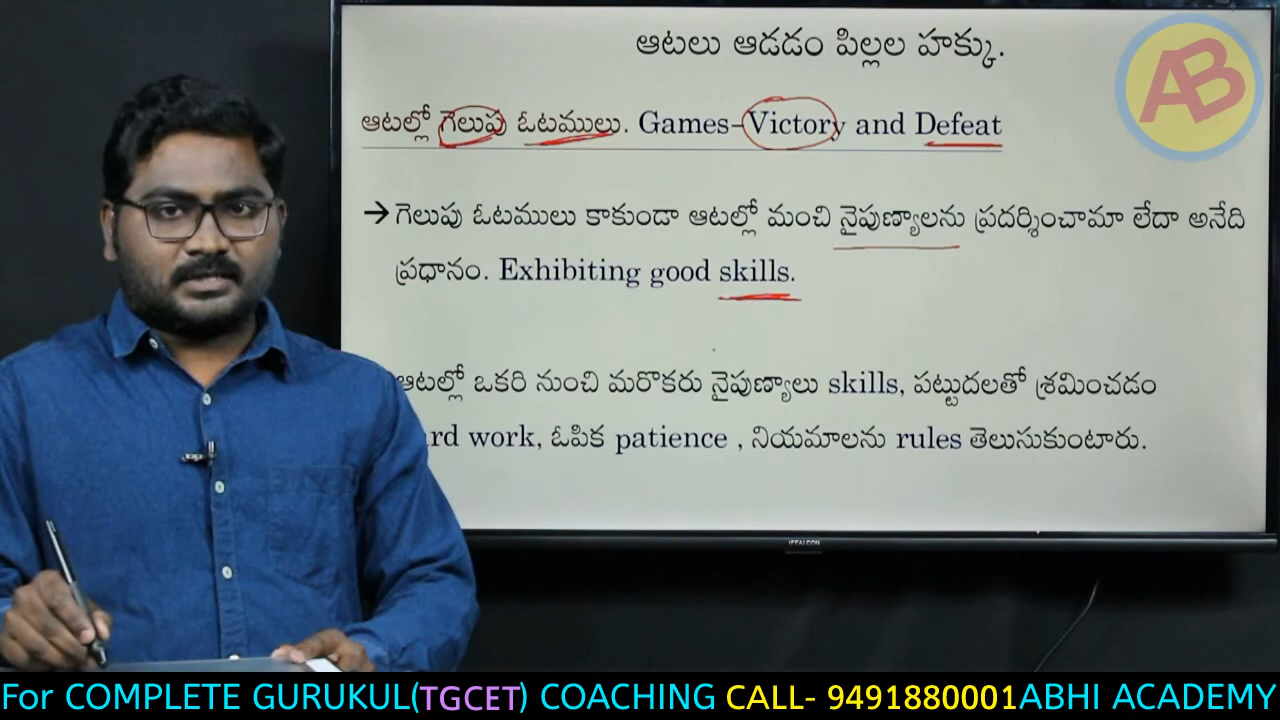 ఆటలు ఆడడం పిల్లల హక్కు.
AB
ఆటల్లో గెలుపు ఓటములు. Games–Victory and Defeat
→ గెలుపు ఓటములు కాకుండా ఆటల్లో మంచి నైపుణ్యాలను ప్రదర్శించామా లేదా అనేది
ప్రధానం. Exhibiting good skills.
ఆటల్లో ఒకరి నుంచి మరొకరు నైపుణ్యాలు skills, పట్టుదలతో శ్రమించడం
work, ఓపిక patience , నియమాలను rules తెలుసుకుంటారు.
IFFALCON
For COMPLETE GURUKUL(TGCET) COACHING CALL- 9491880001ABHI ACADEMY